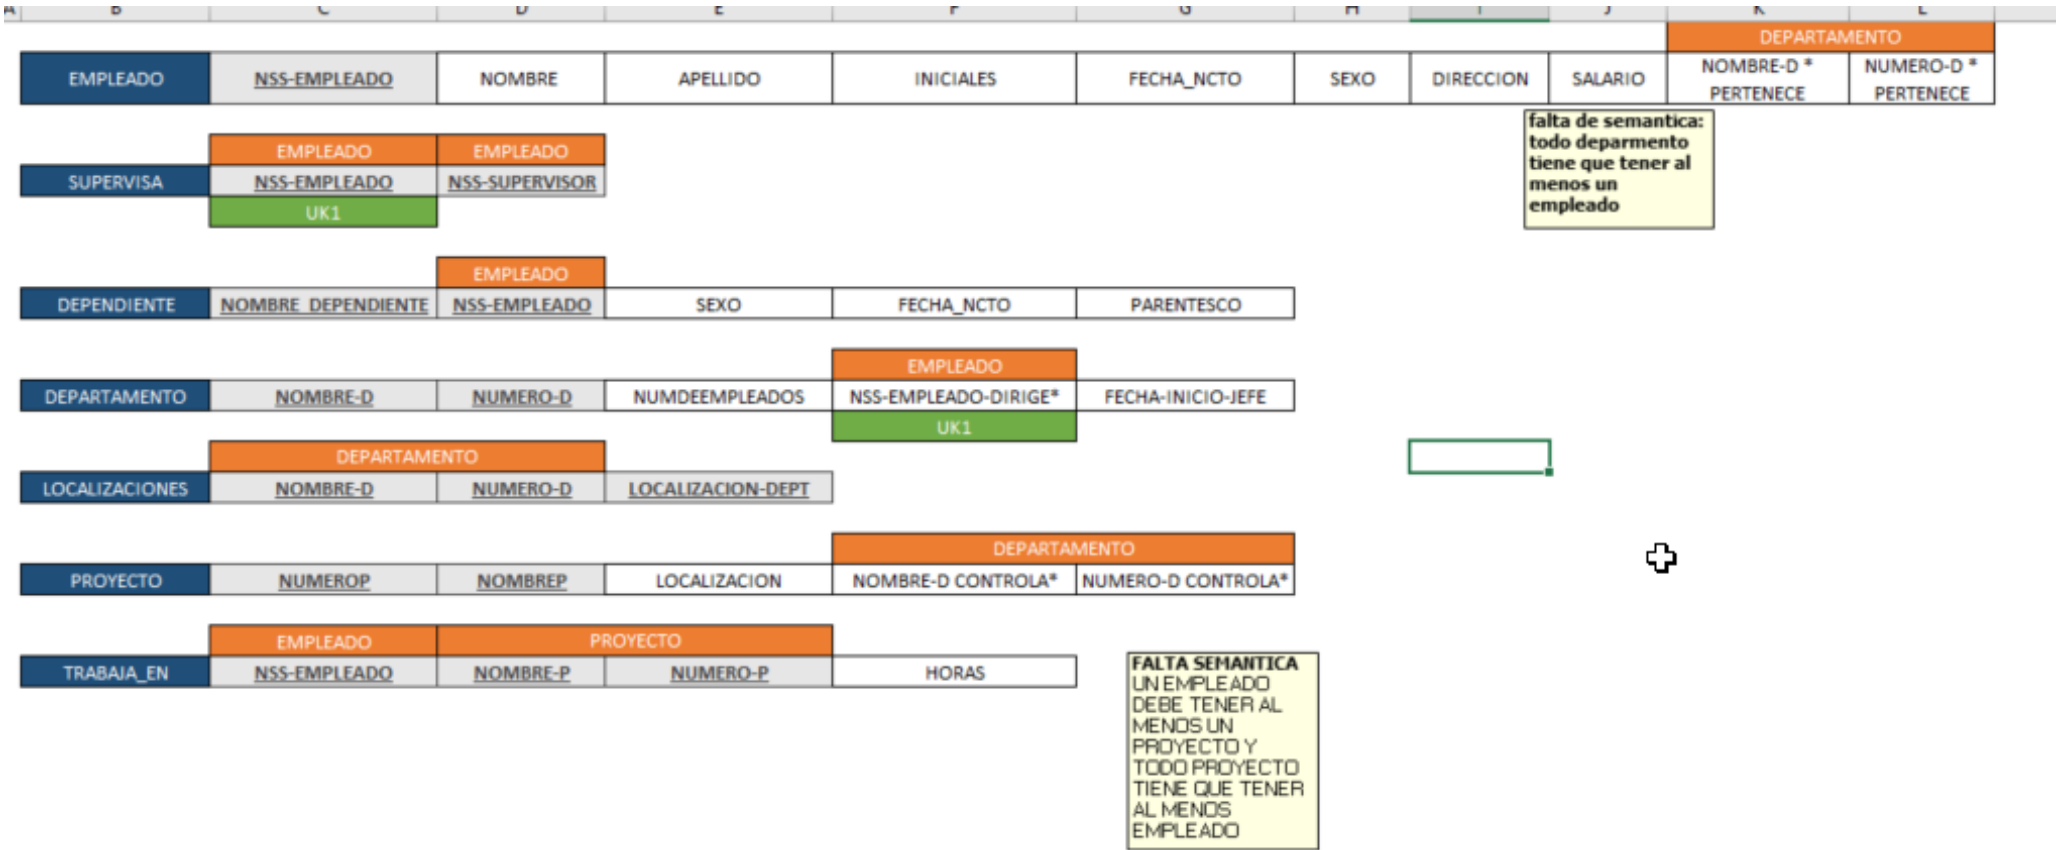 DEPARTAMENTO
EMPLEADO NSS-EMPLEADO NOMBRE APELLIDO INICIALES FECHA_NCTO SEXO DIRECCION SALARIO NOMBRE-D * PERTENECE NUMERO-D * PERTENECE
falta de semantica:
todo deparmento
tiene que tener al
menos un
empleado
EMPLEADO EMPLEADO
SUPERVISA NSS-EMPLEADO NSS-SUPERVISOR
UK1
EMPLEADO
DEPENDIENTE NOMBRE_DEPENDIENTE NSS-EMPLEADO SEXO FECHA_NCTO PARENTESCO
EMPLEADO
DEPARTAMENTO NOMBRE-D NUMERO-D NUMDEEMPLEADOS NSS-EMPLEADO-DIRIGE* FECHA-INICIO-JEFE
UK1
DEPARTAMENTO
LOCALIZACIONES NOMBRE-D NUMERO-D LOCALIZACION-DEPT
DEPARTAMENTO
PROYECTO NUMEROP NOMBREP LOCALIZACION NOMBRE-D CONTROLA* NUMERO-D CONTROLA*
EMPLEADO PROYECTO
TRABAJA_EN NSS-EMPLEADO NOMBRE-P NUMERO-P HORAS
FALTA SEMANTICA
UN EMPLEADO
DEBE TENER AL
MENOS UN
PROYECTO Y
TODO PROYECTO
TIENE QUE TENER
AL MENOS
EMPLEADO